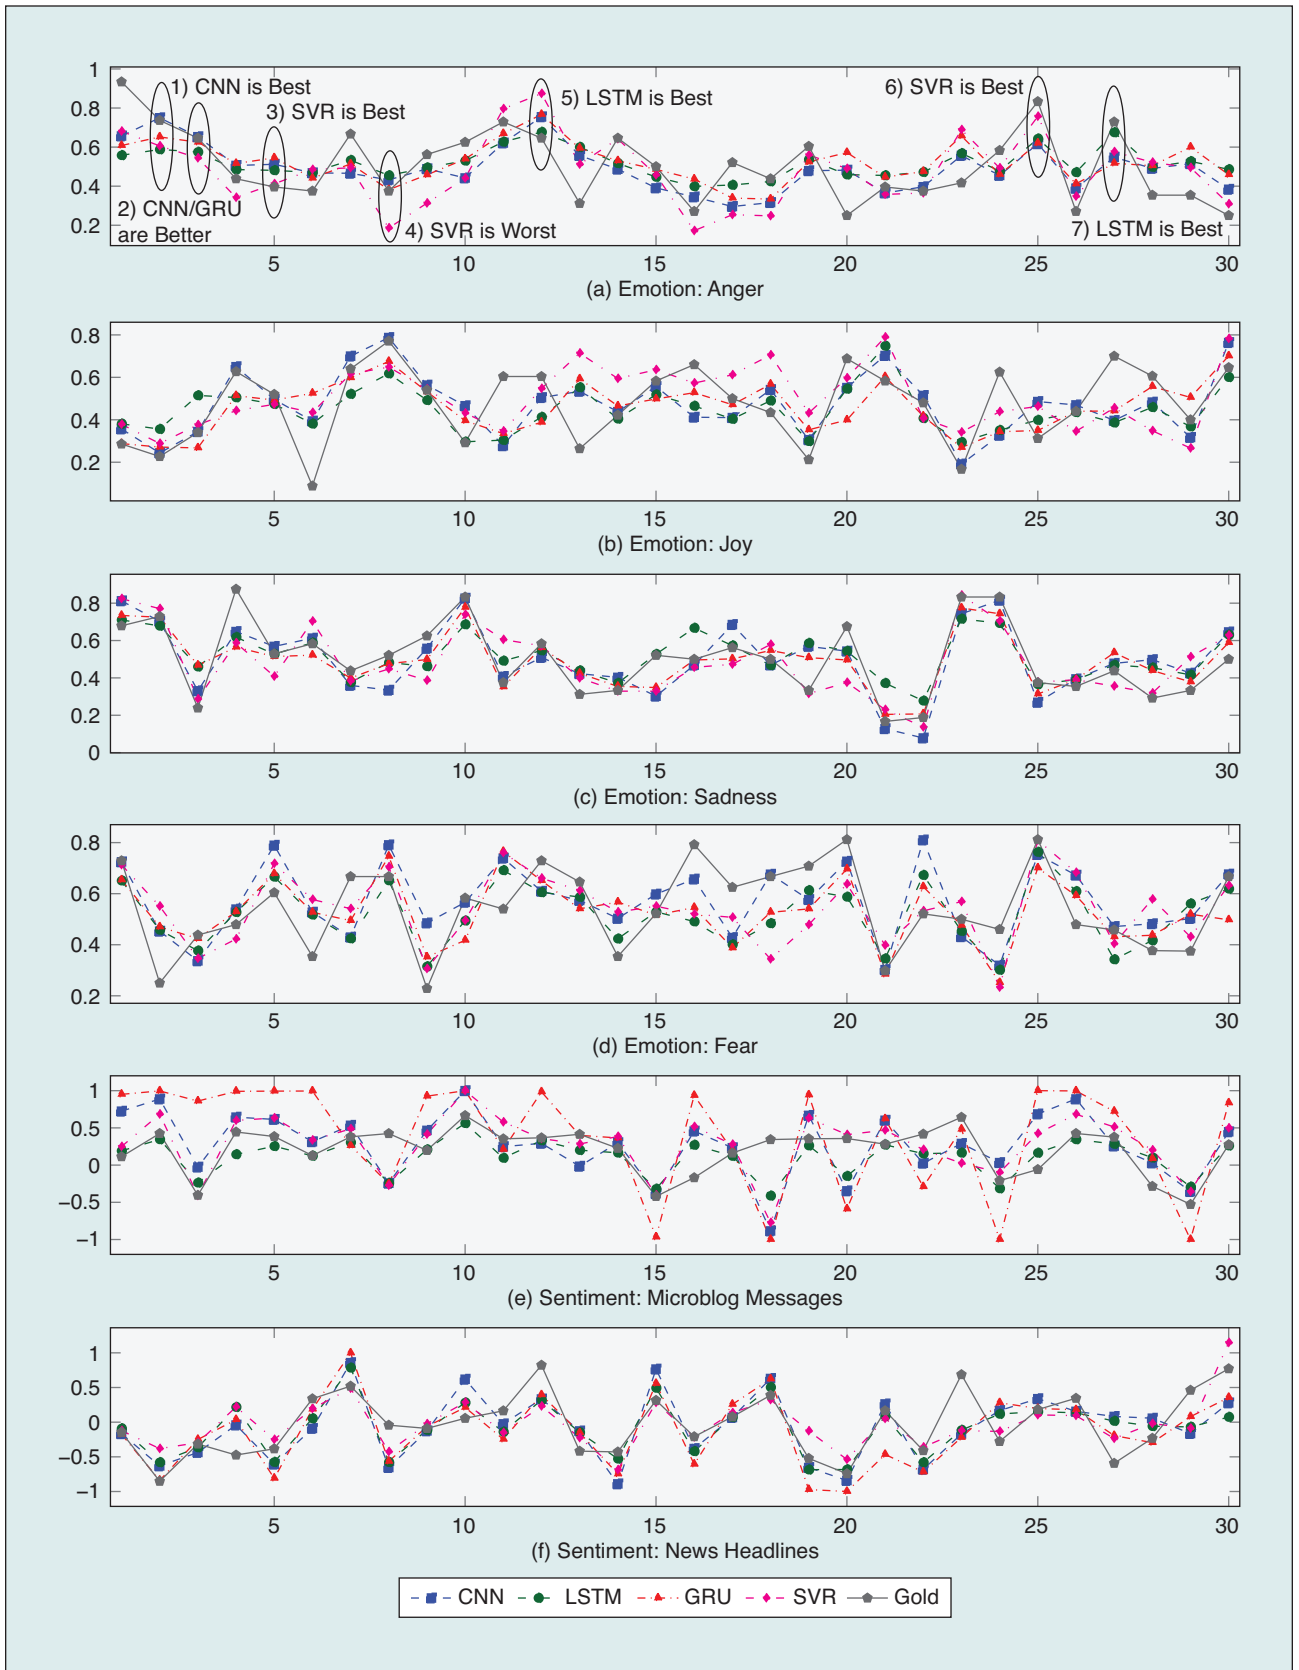 1
0.8
0.6
0.4
0.2
1) CNN is Best
3) SVR is Best
5) LSTM is Best
6) SVR is Best
2) CNN/GRU
are Better
4) SVR is Worst
7) LSTM is Best
5 10 15 20 25 30
(a) Emotion: Anger
0.8
0.6
0.4
0.2
5 10 15 20 25 30
(b) Emotion: Joy
0.8
0.6
0.4
0.2
0
5 10 15 20 25 30
(c) Emotion: Sadness
0.8
0.6
0.4
0.2
5 10 15 20 25 30
(d) Emotion: Fear
1
0.5
0
−0.5
−1
5 10 15 20 25 30
(e) Sentiment: Microblog Messages
1
0.5
0
−0.5
−1
5 10 15 20 25 30
(f) Sentiment: News Headlines
CNN LSTM GRU SVR Gold